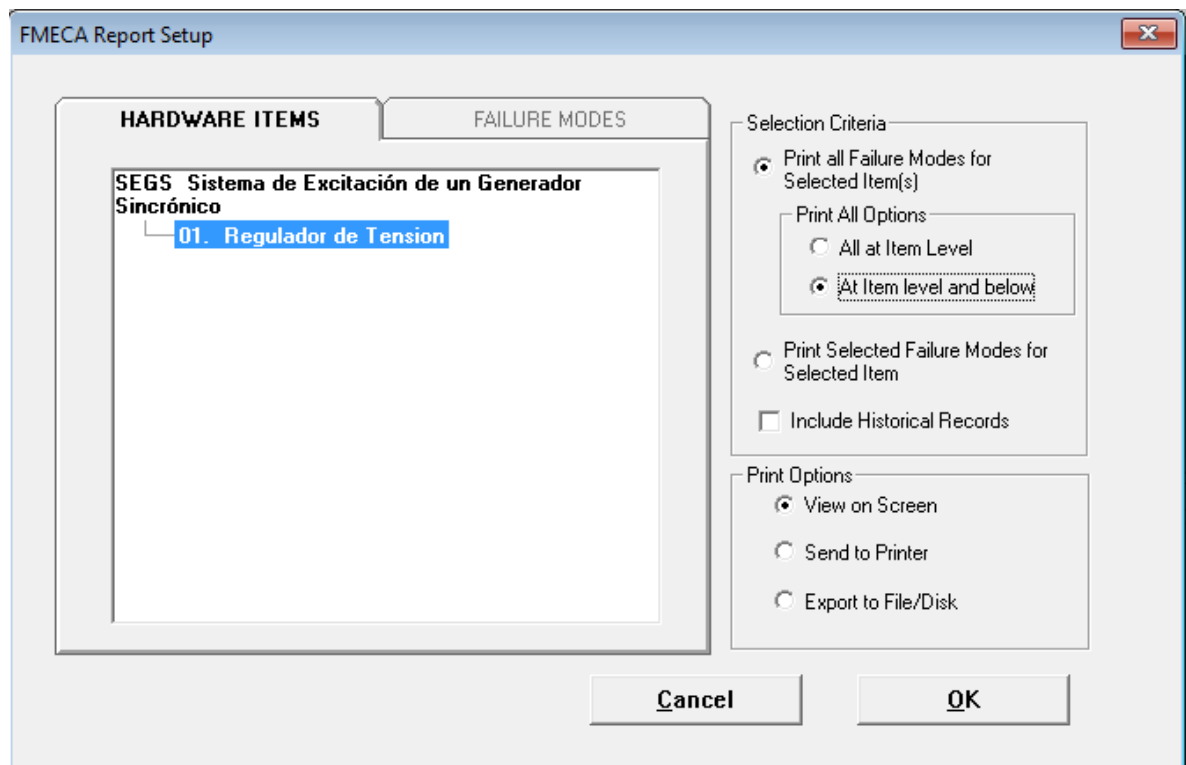 FMECA Report Setup
HARDWARE ITEMS
FAILURE MODES
SEGS Sistema de Excitación de un Generador
Sincrónico
01. Regulador de Tension
Selection Criteria
Print all Failure Modes for
Selected Item(s)
Print All Options
All at Item Level
At Item level and below
Print Selected Failure Modes for
Selected Item
Include Historical Records
Print Options
View on Screen
Send to Printer
Export to File/Disk
Cancel
OK